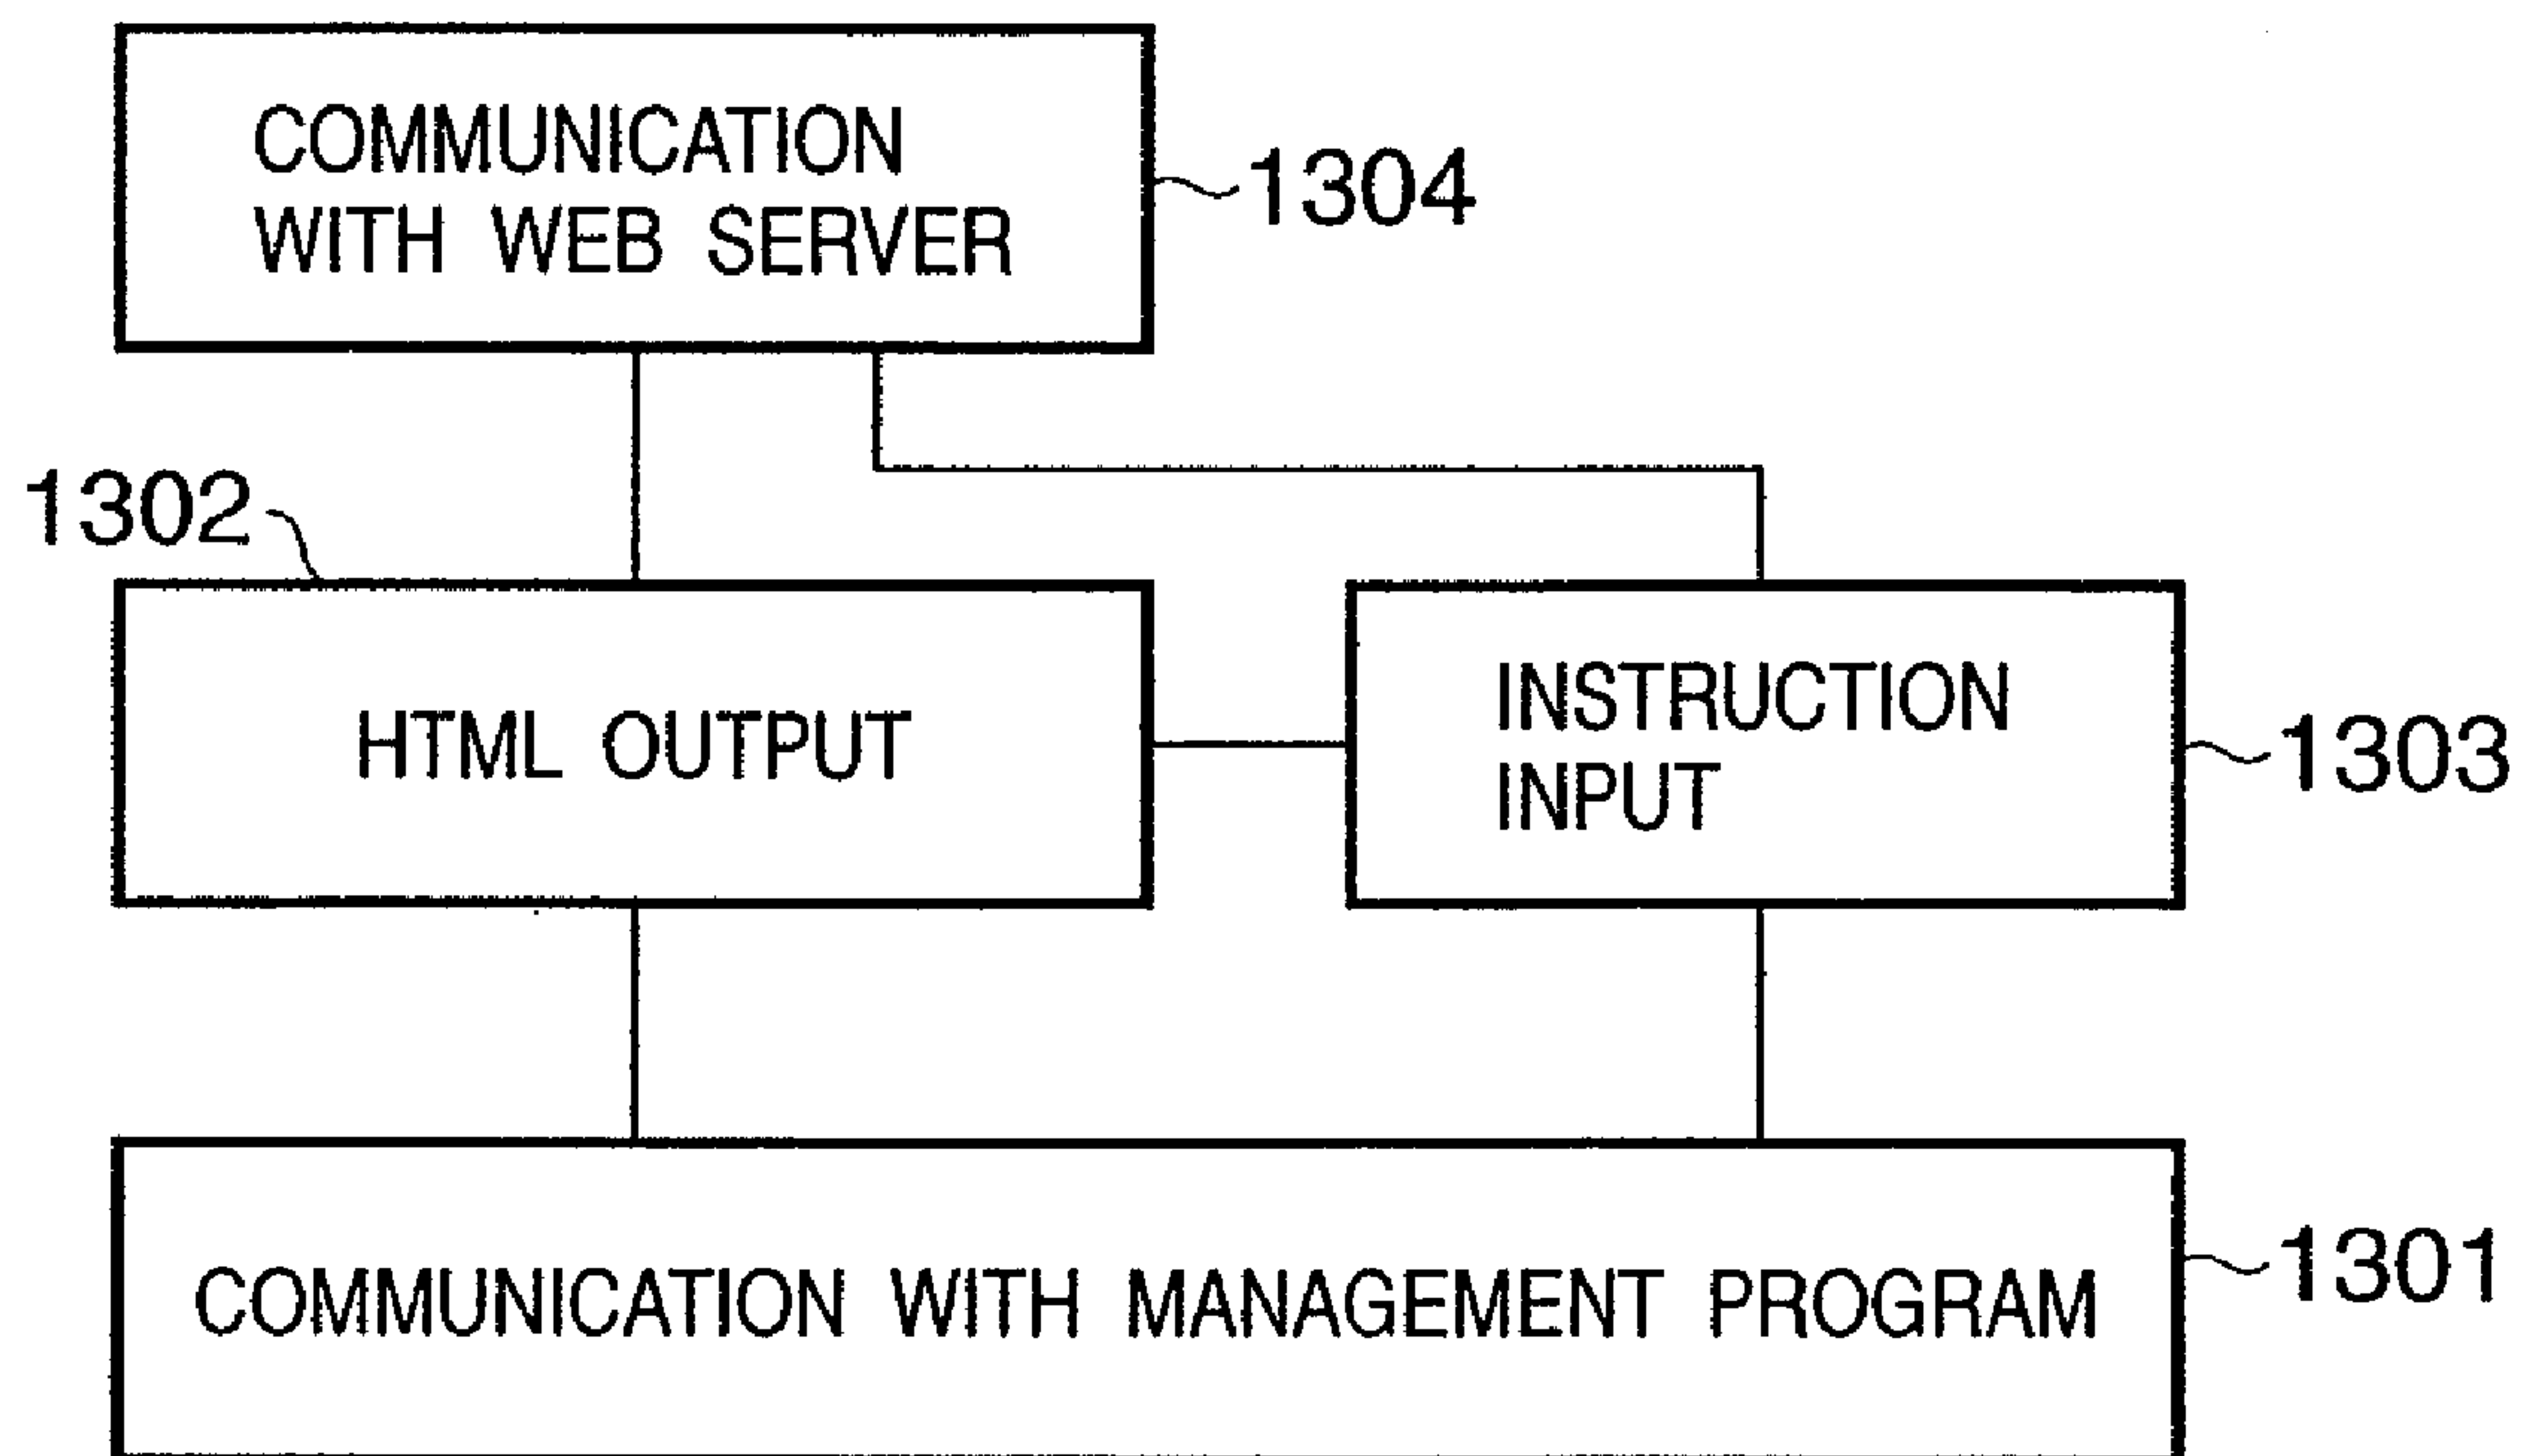 COMMUNICATION
WITH WEB SERVER
1304
1302
HTML OUTPUT
INSTRUCTION
INPUT
1303
COMMUNICATION WITH MANAGEMENT PROGRAM
1301